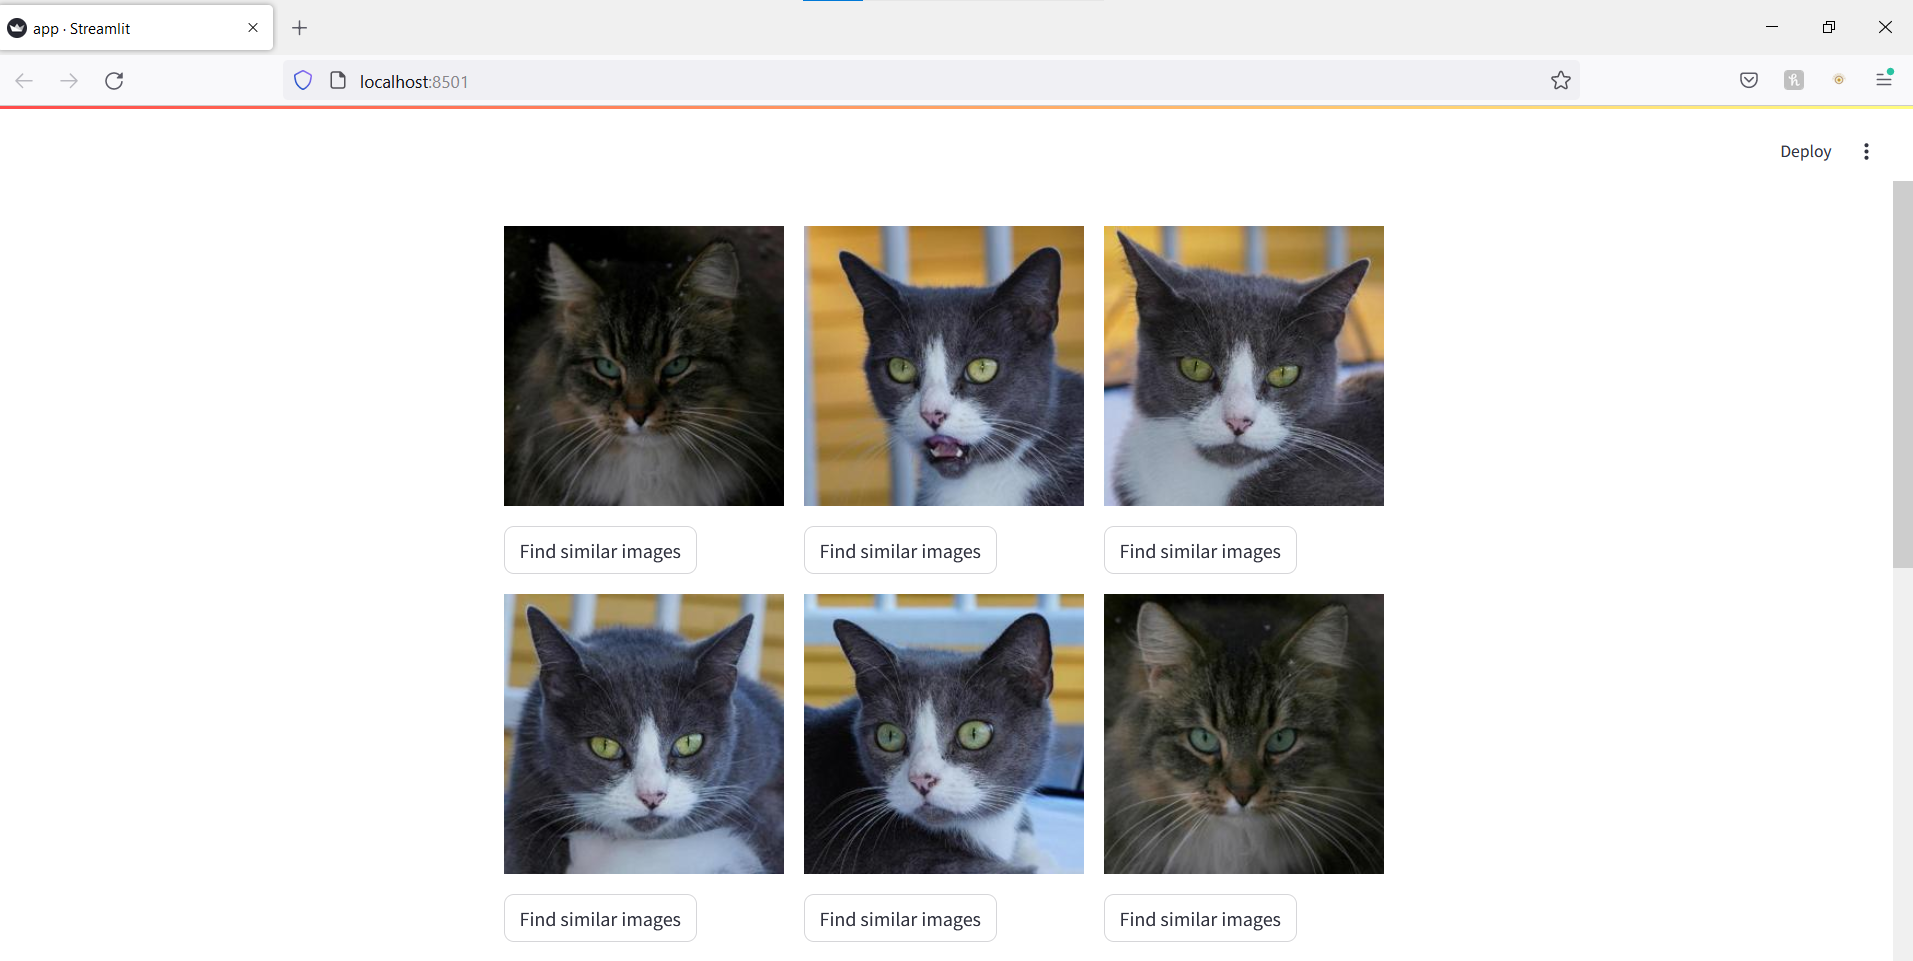 app · Streamlit
localhost:8501
Deploy
Find similar images Find similar images Find similar images
Find similar images Find similar images Find similar images